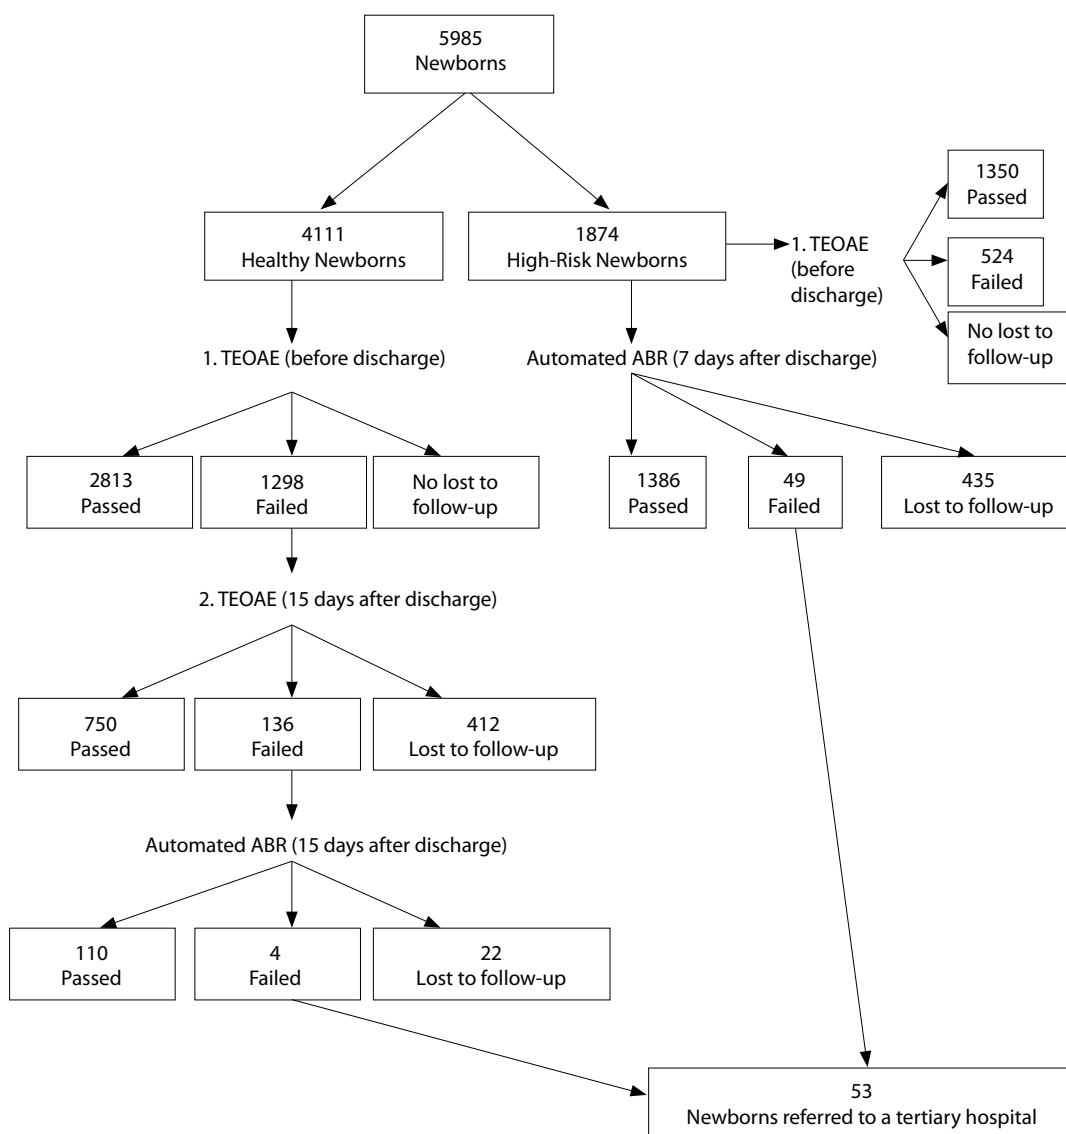 5985
Newborns
4111
Healthy Newborns
1874
High-Risk Newborns
1. TEOAE
(before
discharge)
1350
Passed
524
Failed
No lost to
follow-up
1. TEOAE (before discharge)
Automated ABR (7 days after discharge)
2813
Passed
1298
Failed
No lost to
follow-up
1386
Passed
49
Failed
435
Lost to follow-up
2. TEOAE (15 days after discharge)
750
Passed
136
Failed
412
Lost to follow-up
Automated ABR (15 days after discharge)
110
Passed
4
Failed
22
Lost to follow-up
53
Newborns referred to a tertiary hospital